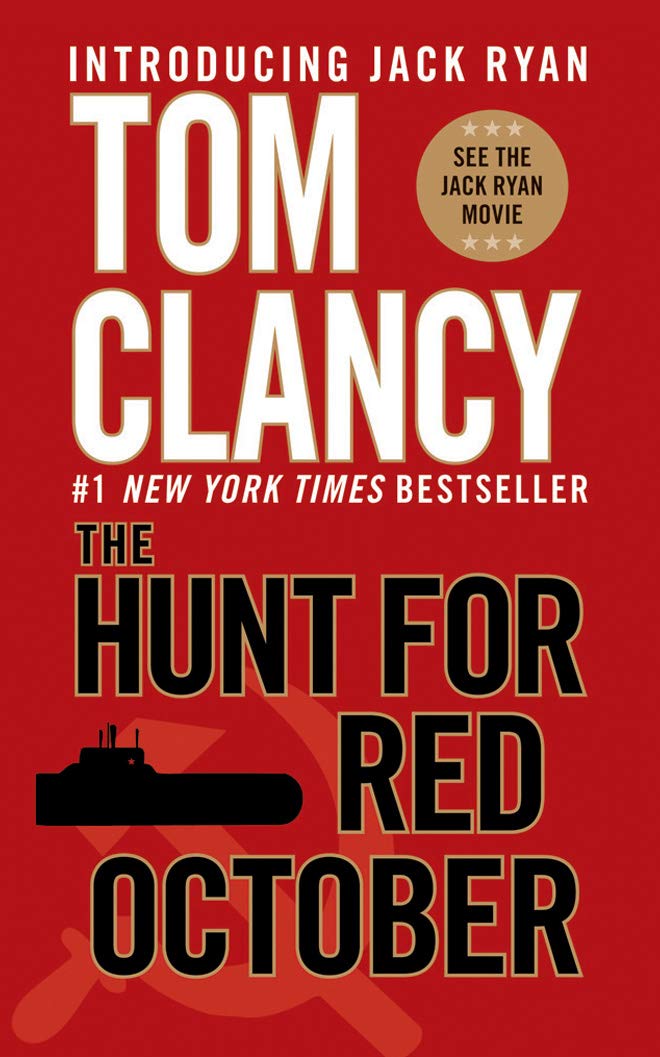 INTRODUCING JACK RYAN
TOM
CLANCY
SEE THE
JACK RYAN
MOVIE
#1 NEW YORK TIMES BESTSELLER
THE
HUNT FOR
RED
OCTOBER